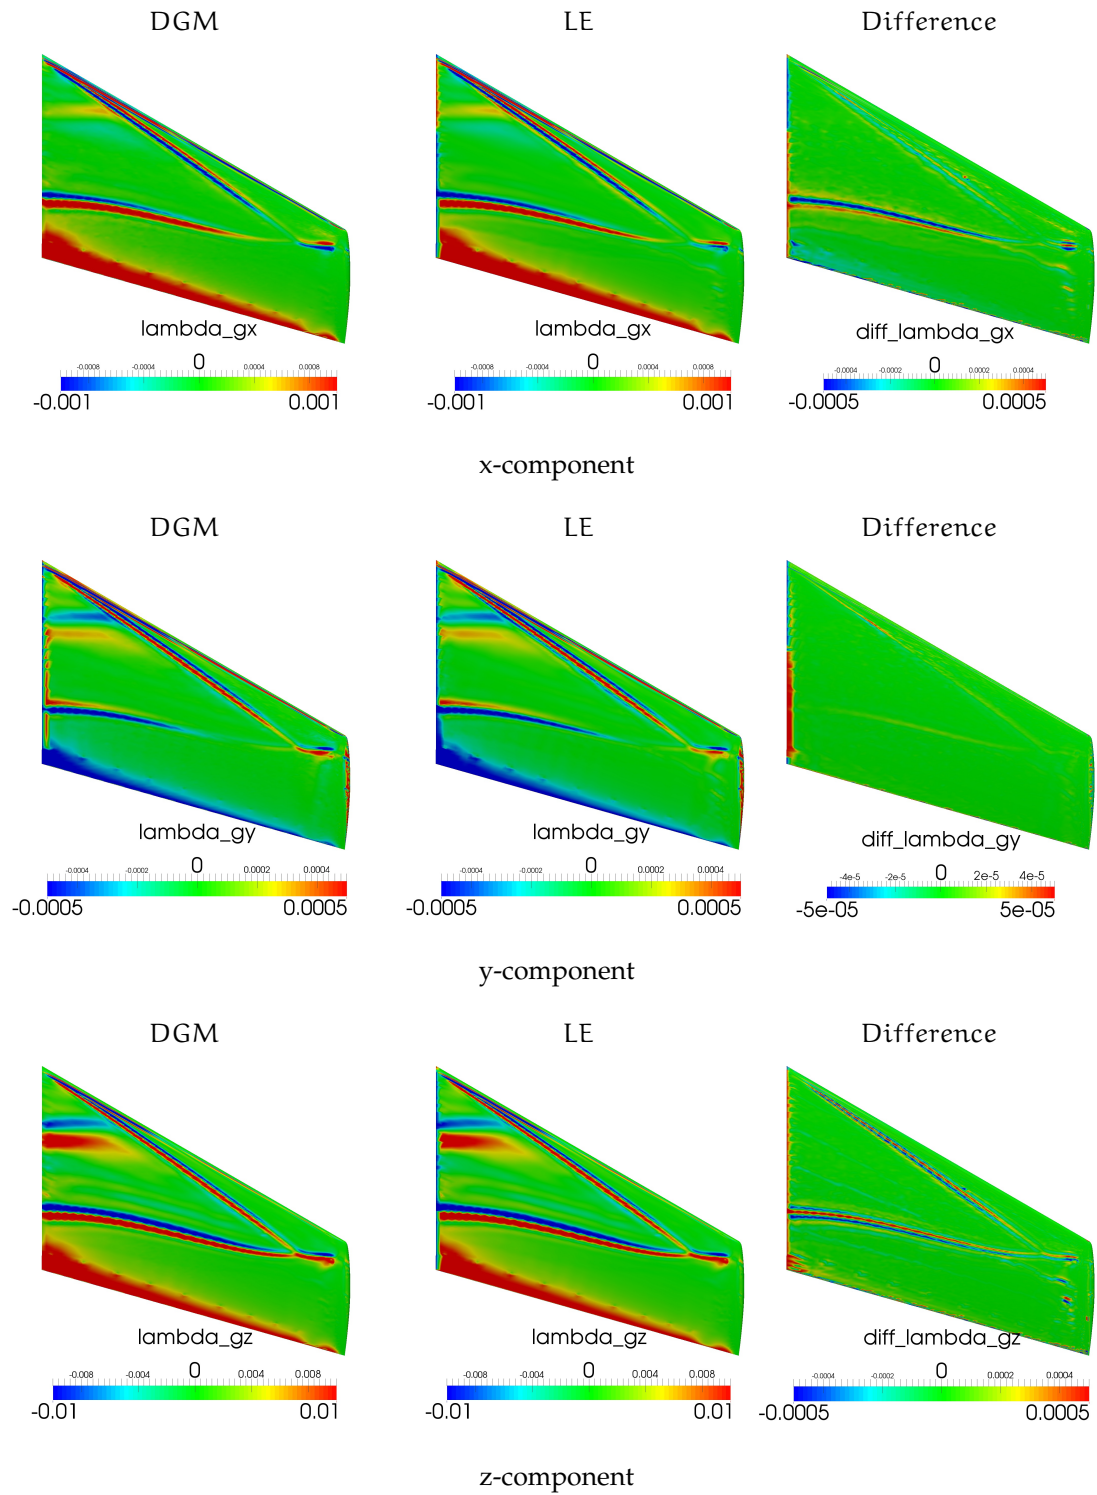 DGM LE Difference
lambda_gx lambda_gx diff_lambda_gx
0 0 0
-0.0008 -0.0004 0.0004 0.0008 -0.0008 -0.0004 0.0004 0.0008 -0.0004 -0.0002 0.0002 0.0004
-0.001 0.001 -0.001 0.001 -0.0005 0.0005
x-component
DGM LE Difference
lambda_gy lambda_gy diff_lambda_gy
0 0 0
-0.0004 -0.0002 0.0002 0.0004 -0.0004 -0.0002 0.0002 0.0004 -4e-5 -2e-5 2e-5 4e-5
-0.0005 0.0005 -0.0005 0.0005 -5e-05 5e-05
y-component
DGM LE Difference
lambda_gz lambda_gz diff_lambda_gz
0 0 0
-0.008 -0.004 0.004 0.008 -0.008 -0.004 0.004 0.008 -0.0004 -0.0002 0.0002 0.0004
-0.01 0.01 -0.01 0.01 -0.0005 0.0005
z-component